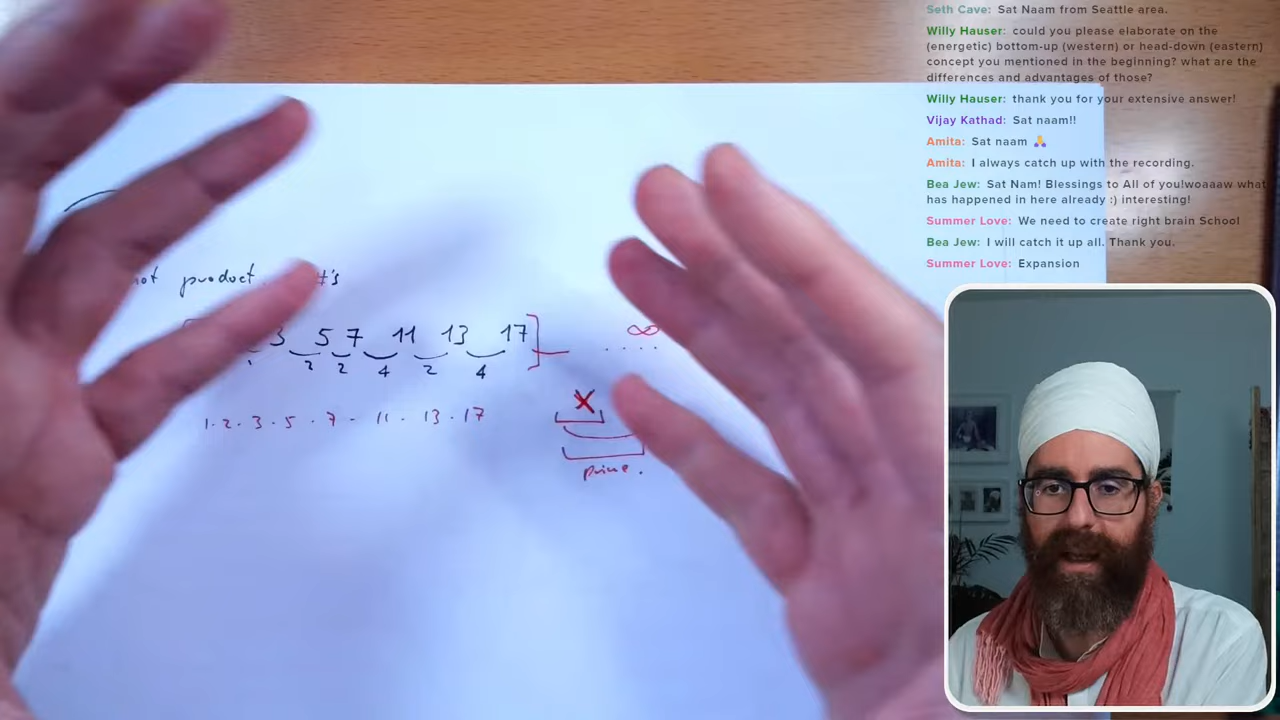 Seth Cave: Sat Naam from Seattle area.
Willy Hauser: could you please elaborate on the
(energetic) bottom-up (western) or head-down (eastern)
concept you mentioned in the beginning? what are the
differences and advantages of those?
Willy Hauser: thank you for your extensive answer!
Vijay Kathad: Sat naam!!
Amita: Sat naam 🙏
Amita: I always catch up with the recording.
Bea Jew: Sat Nam! Blessings to All of you!woaaaw what
has happened in here already :) interesting!
Summer Love: We need to create right brain School
Bea Jew: I will catch it up all. Thank you.
Summer Love: Expansion
product #'s
3 5 7 11 13 17] — .... ∞
2 2 4 2 4
1·2·3·5·7·11·13·17
X
prime.